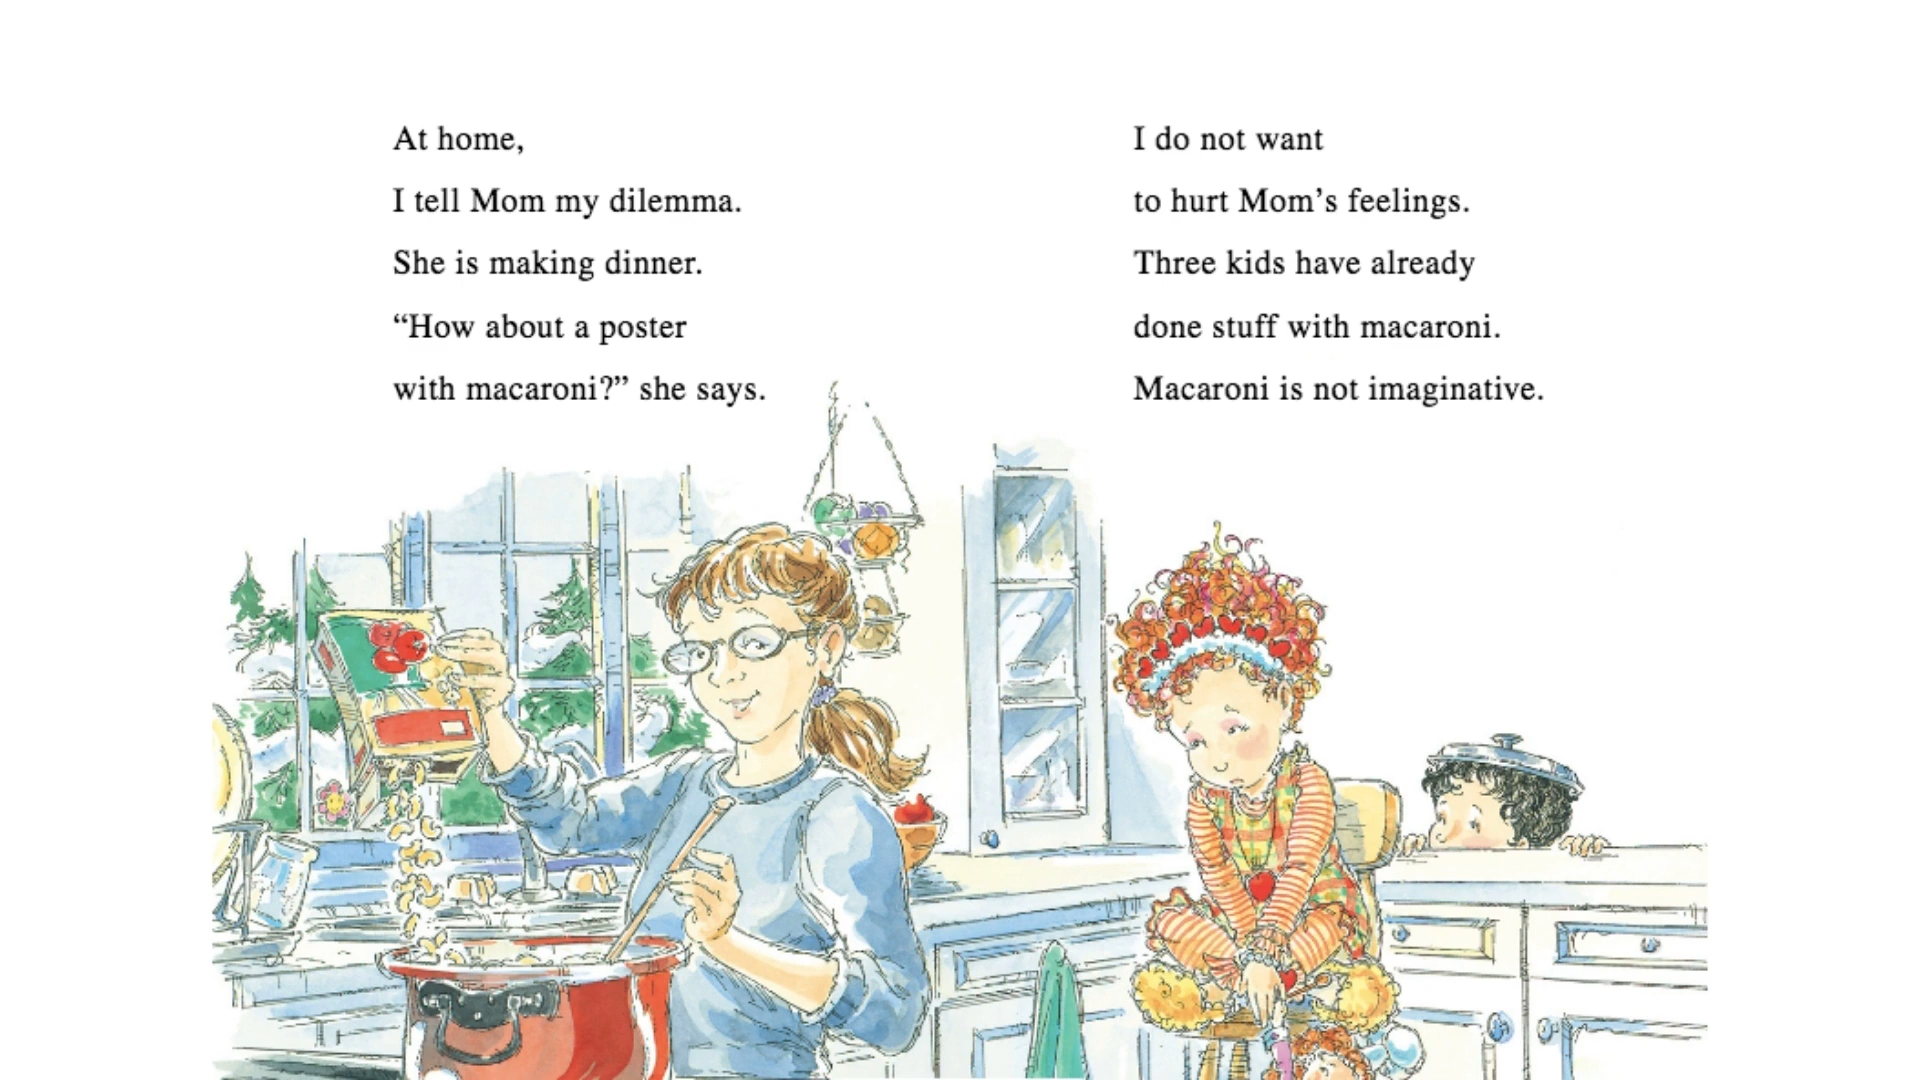 At home,
I tell Mom my dilemma.
She is making dinner.
“How about a poster
with macaroni?” she says.
I do not want
to hurt Mom’s feelings.
Three kids have already
done stuff with macaroni.
Macaroni is not imaginative.